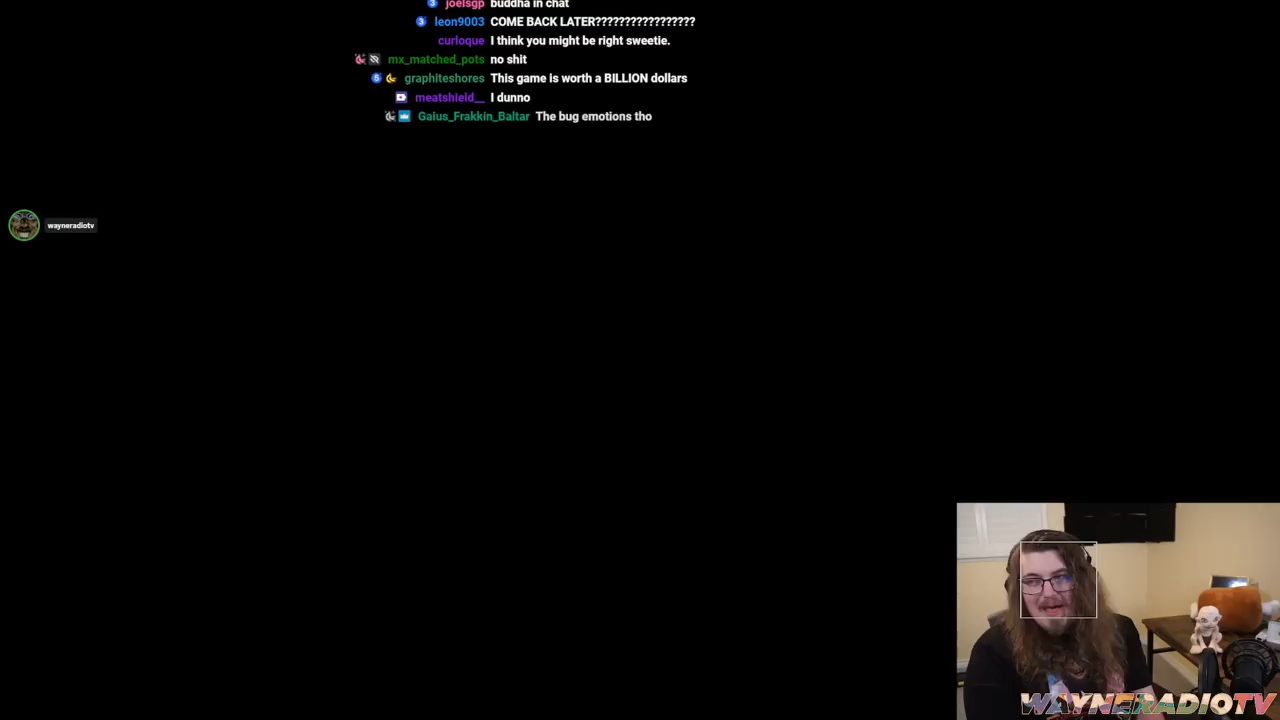 joelsgp buddha in chat
leon9003 COME BACK LATER?????????????????
curloque I think you might be right sweetie.
mx_matched_pots no shit
graphiteshores This game is worth a BILLION dollars
meatshield__ I dunno
Gaius_Frakkin_Baltar The bug emotions tho
wayneradiotv
WAYNERADIOTV